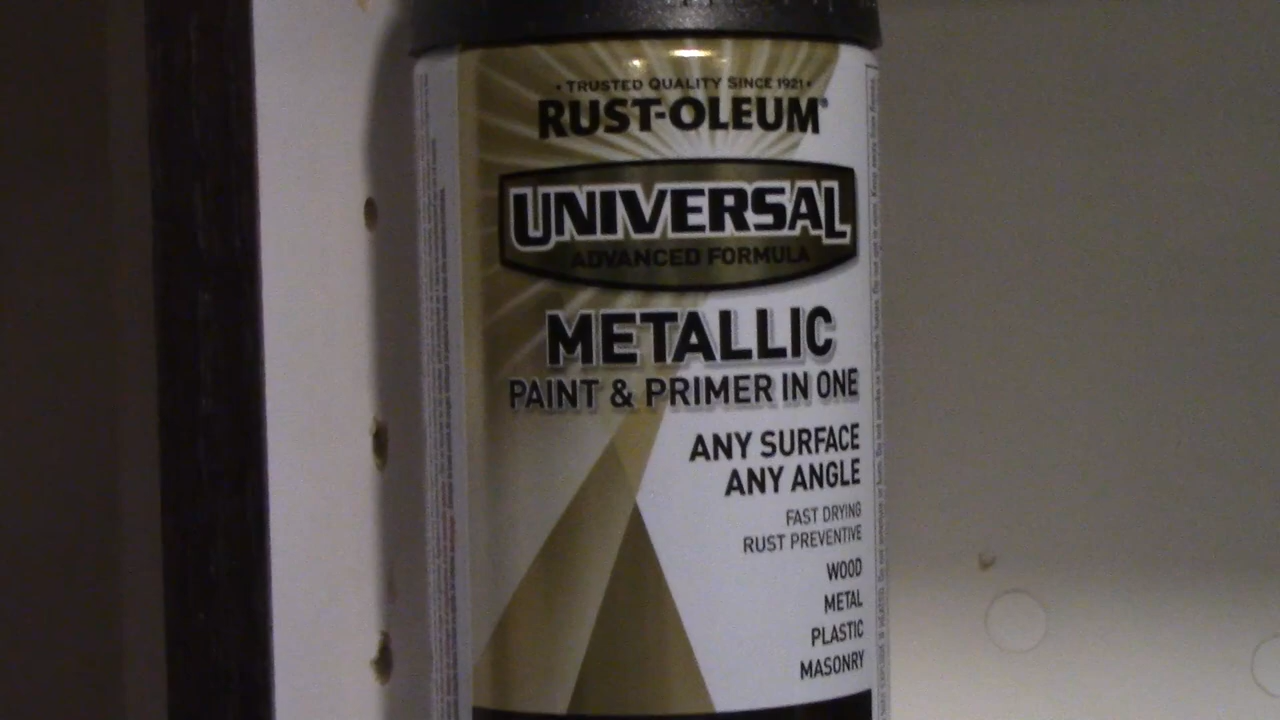 • TRUSTED QUALITY SINCE 1921 •
RUST-OLEUM®
UNIVERSAL
ADVANCED FORMULA
METALLIC
PAINT & PRIMER IN ONE
ANY SURFACE
ANY ANGLE
FAST DRYING
RUST PREVENTIVE
WOOD
METAL
PLASTIC
MASONRY